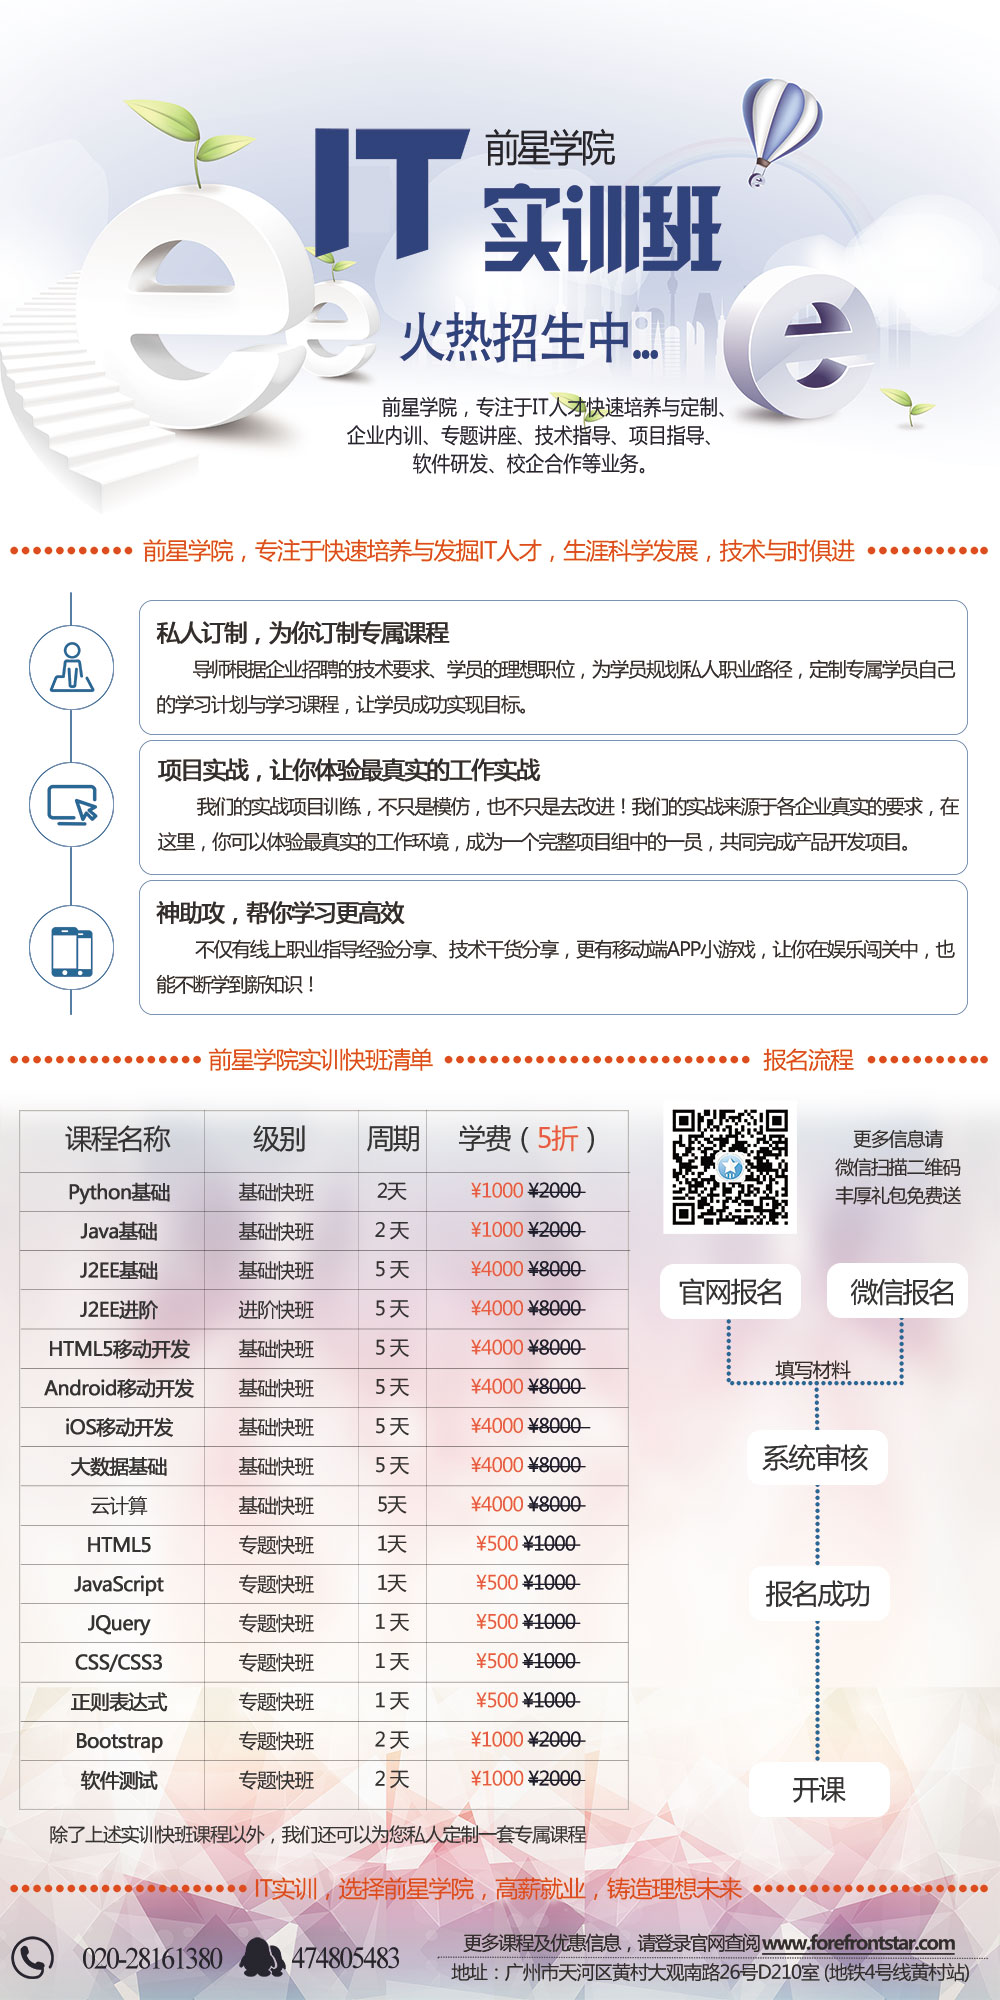 IT
前星学院
实训班
火热招生中...
前星学院，专注于IT人才快速培养与定制、
企业内训、专题讲座、技术指导、项目指导、
软件研发、校企合作等业务。
前星学院，专注于快速培养与发掘IT人才，生涯科学发展，技术与时俱进
私人订制，为你订制专属课程
导师根据企业招聘的技术要求、学员的理想职位，为学员规划私人职业路径，定制专属学员自己
的学习计划与学习课程，让学员成功实现目标。
项目实战，让你体验最真实的工作实战
我们的实战项目训练，不只是模仿，也不只是去改进！我们的实战来源于各企业真实的要求，在
这里，你可以体验最真实的工作环境，成为一个完整项目组中的一员，共同完成产品开发项目。
神助攻，帮你学习更高效
不仅有线上职业指导经验分享、技术干货分享，更有移动端APP小游戏，让你在娱乐闯关中，也
能不断学到新知识！
前星学院实训快班清单
报名流程
课程名称 级别 周期 学费（5折）
Python基础 基础快班 2天 ¥1000 ¥2000
Java基础 基础快班 2天 ¥1000 ¥2000
J2EE基础 基础快班 5天 ¥4000 ¥8000
J2EE进阶 进阶快班 5天 ¥4000 ¥8000
HTML5移动开发 基础快班 5天 ¥4000 ¥8000
Android移动开发 基础快班 5天 ¥4000 ¥8000
iOS移动开发 基础快班 5天 ¥4000 ¥8000
大数据基础 基础快班 5天 ¥4000 ¥8000
云计算 基础快班 5天 ¥4000 ¥8000
HTML5 专题快班 1天 ¥500 ¥1000
JavaScript 专题快班 1天 ¥500 ¥1000
JQuery 专题快班 1天 ¥500 ¥1000
CSS/CSS3 专题快班 1天 ¥500 ¥1000
正则表达式 专题快班 1天 ¥500 ¥1000
Bootstrap 专题快班 2天 ¥1000 ¥2000
软件测试 专题快班 2天 ¥1000 ¥2000
除了上述实训快班课程以外，我们还可以为您私人定制一套专属课程
更多信息请
微信扫描二维码
丰厚礼包免费送
官网报名
微信报名
填写材料
系统审核
报名成功
开课
IT实训，选择前星学院，高薪就业，铸造理想未来
020-28161380
474805483
更多课程及优惠信息，请登录官网查阅 www.forefrontstar.com
地址：广州市天河区黄村大观南路26号D210室 (地铁4号线黄村站)